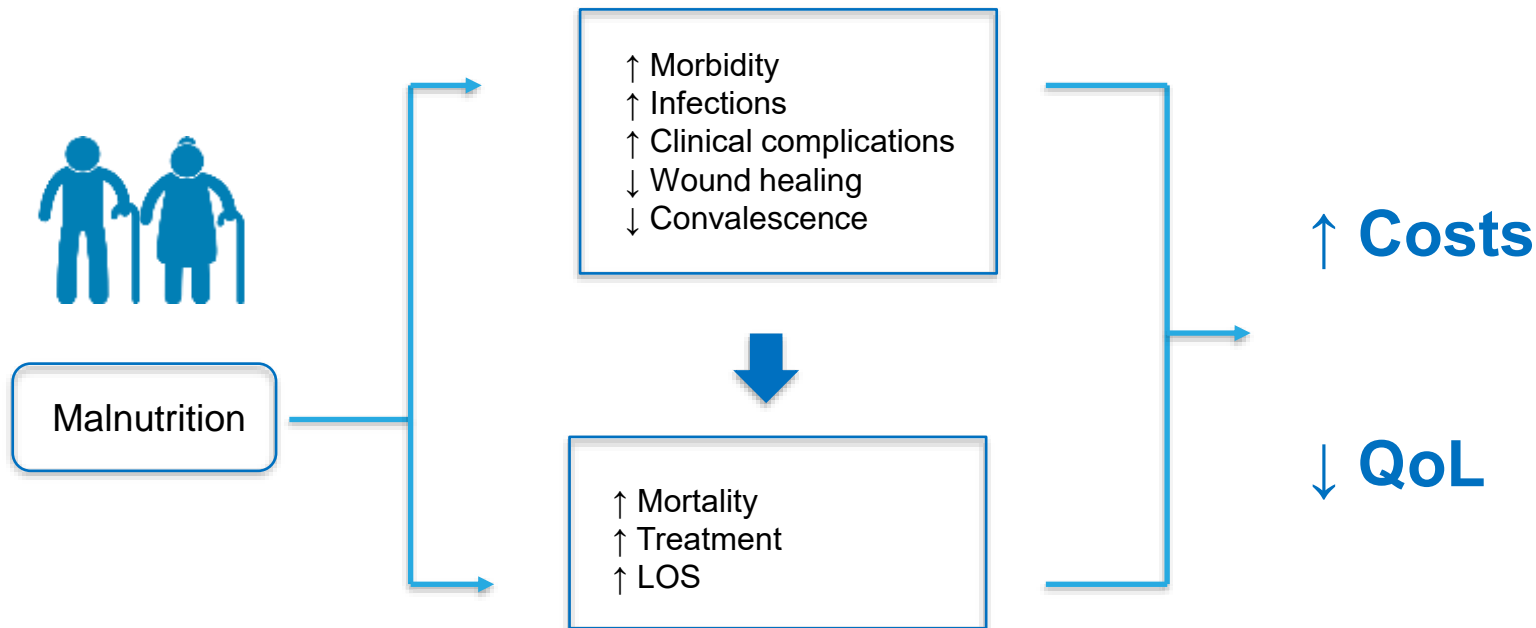 Malnutrition
↑ Morbidity
↑ Infections
↑ Clinical complications
↓ Wound healing
↓ Convalescence
↑ Mortality
↑ Treatment
↑ LOS
↑ Costs
↓ QoL